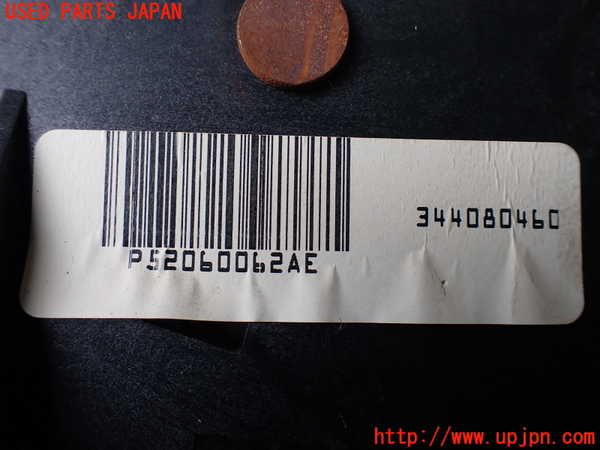 USED PARTS JAPAN
344080460
P52060062AE
http://www.upjpn.com/